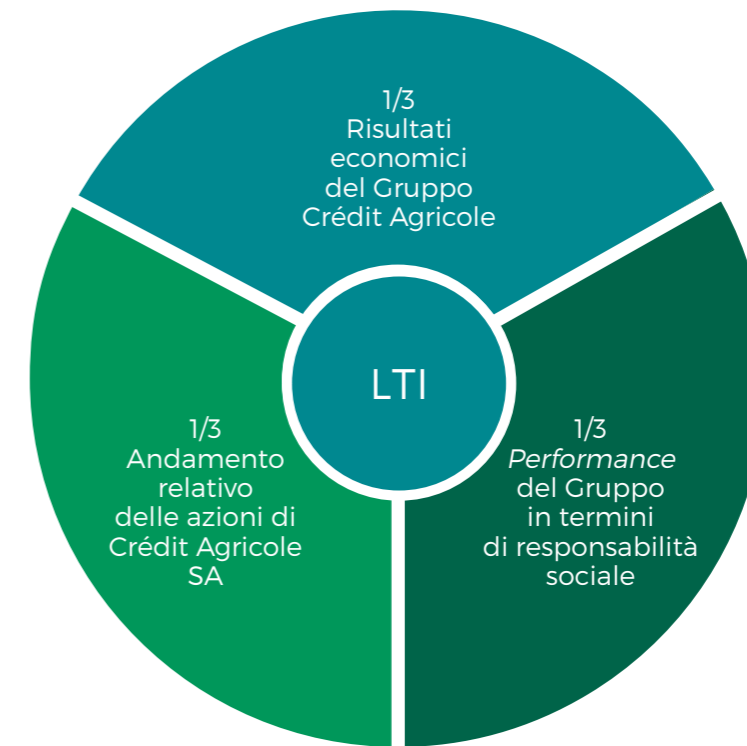 1/3
Risultati
economici
del Gruppo
Crédit Agricole
LTI
1/3
Andamento
relativo
delle azioni di
Crédit Agricole
SA
1/3
Performance
del Gruppo
in termini
di responsabilità
sociale